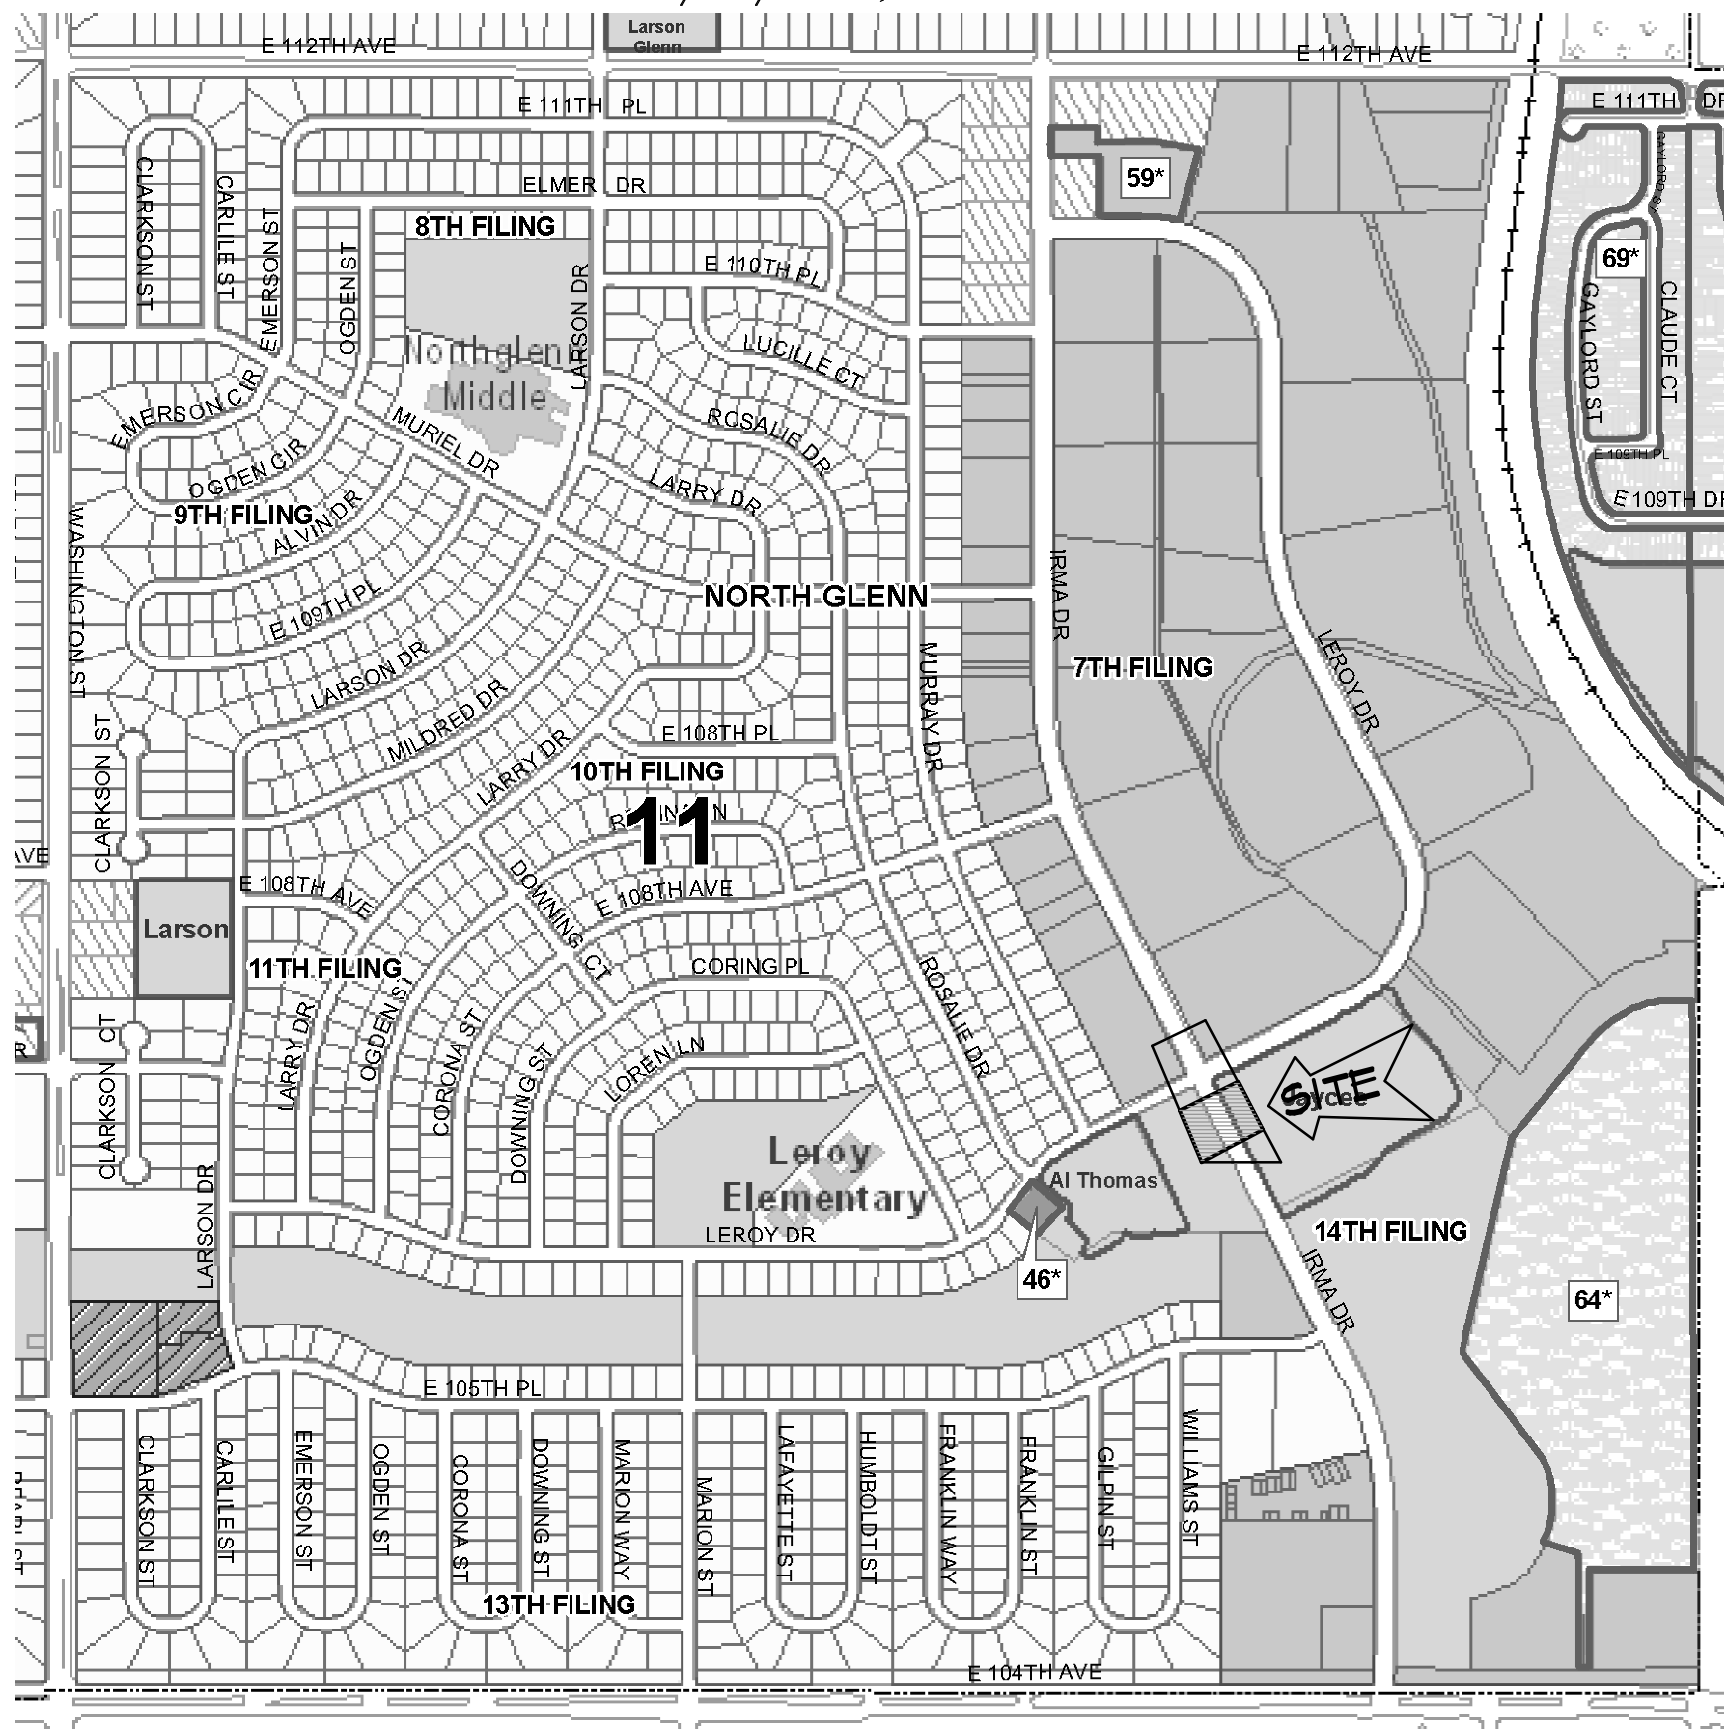 Larson
Glenn
E 112TH AVE
E 112TH AVE
E 111TH PL
E 111TH
CLARKSON ST
CARLILE ST
EMERSON ST
OGDEN ST
ELMER DR
8TH FILING
LARSON DR
E 110TH PL
59*
69*
GAYLORD ST
CLAUDE CT
E 109TH PL
E 109TH DR
Northglenn
Middle
LUCILLE CT
EMERSON CIR
OGDEN CIR
MURIEL DR
ROSALIE DR
LARRY DR
9TH FILING
ALVIN DR
WASHINGTON ST
E 109TH PL
NORTH GLENN
IRMA DR
LEROY DR
7TH FILING
MURRAY DR
LARSON DR
MILDRED DR
LARRY DR
E 108TH PL
10TH FILING
11
CLARKSON ST
AVE
E 108TH AVE
DOWNING CT
E 108TH AVE
Larson
11TH FILING
CORING PL
ROSALIE DR
CLARKSON CT
LARRY DR
OGDEN ST
CORONA ST
DOWNING ST
LOREN LN
SITE
Jaycee
Leroy
Elementary
LEROY DR
Al Thomas
46*
LARSON DR
14TH FILING
IRMA DR
64*
E 105TH PL
CLARKSON ST
CARLILE ST
EMERSON ST
OGDEN ST
CORONA ST
DOWNING ST
MARION WAY
MARION ST
LAFAYETTE ST
HUMBOLDT ST
FRANKLIN WAY
FRANKLIN ST
GILPIN ST
WILLIAMS ST
13TH FILING
E 104TH AVE